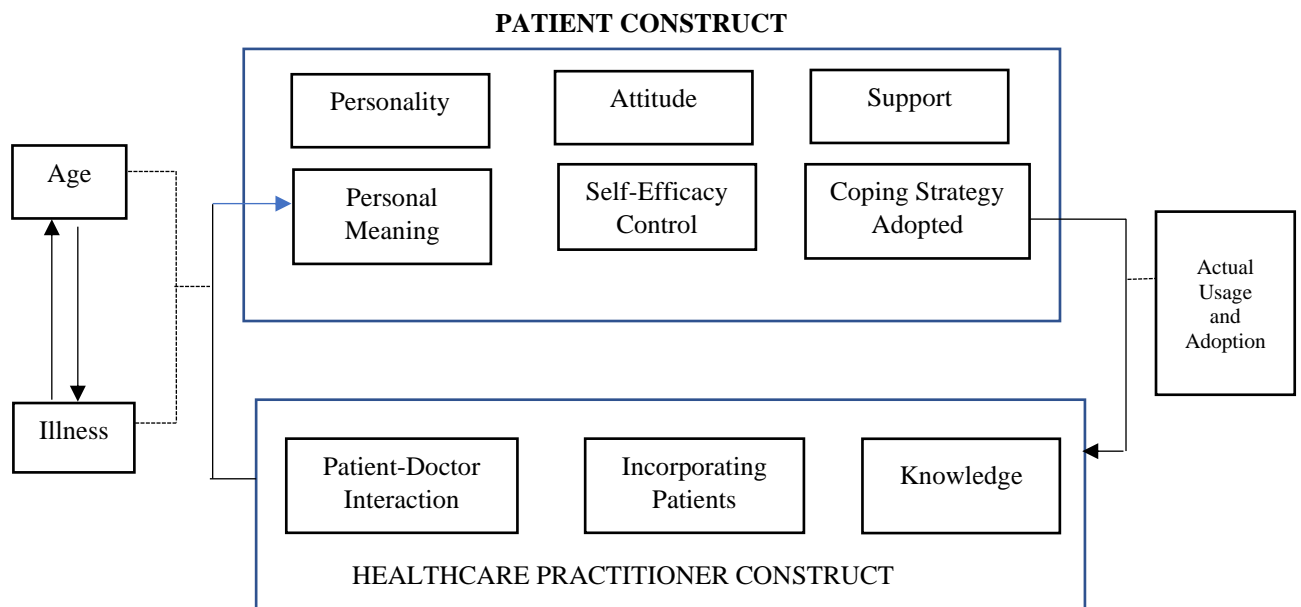 PATIENT CONSTRUCT
Personality
Attitude
Support
Age
Personal
Meaning
Self-Efficacy
Control
Coping Strategy
Adopted
Actual
Usage
and
Adoption
Illness
Patient-Doctor
Interaction
Incorporating
Patients
Knowledge
HEALTHCARE PRACTITIONER CONSTRUCT